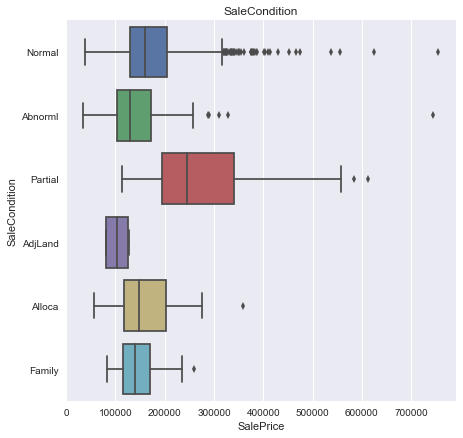 SaleCondition
SaleCondition
Normal
Abnorml
Partial
AdjLand
Alloca
Family
0 100000 200000 300000 400000 500000 600000 700000
SalePrice